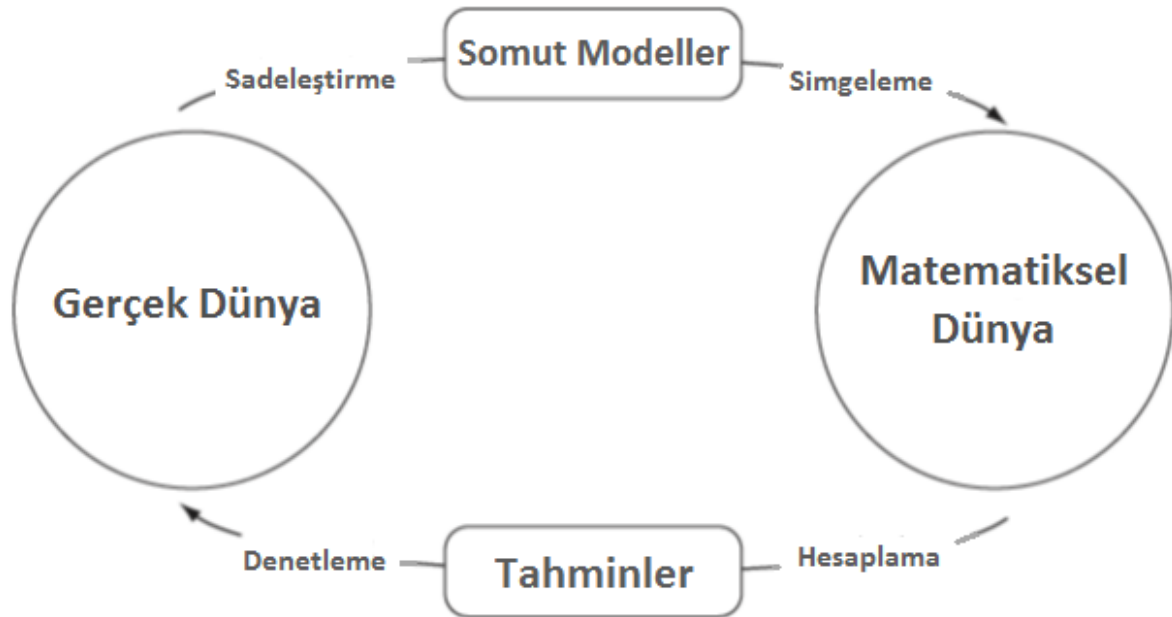 Somut Modeller
Sadeleştirme
Simgeleme
Gerçek Dünya
Matematiksel
Dünya
Denetleme
Tahminler
Hesaplama